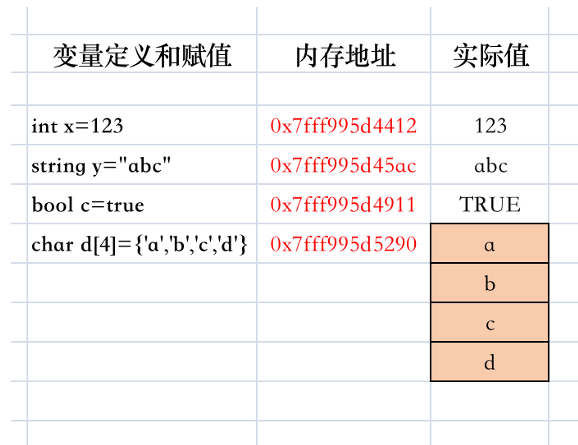 变量定义和赋值 内存地址 实际值
int x=123 0x7fff995d4412 123
string y="abc" 0x7fff995d45ac abc
bool c=true 0x7fff995d4911 TRUE
char d[4]={'a','b','c','d'} 0x7fff995d5290 a
b
c
d